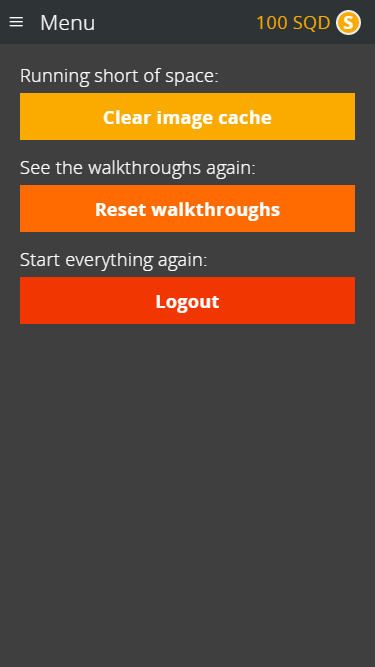 Menu
100 SQD S
Running short of space:
Clear image cache
See the walkthroughs again:
Reset walkthroughs
Start everything again:
Logout